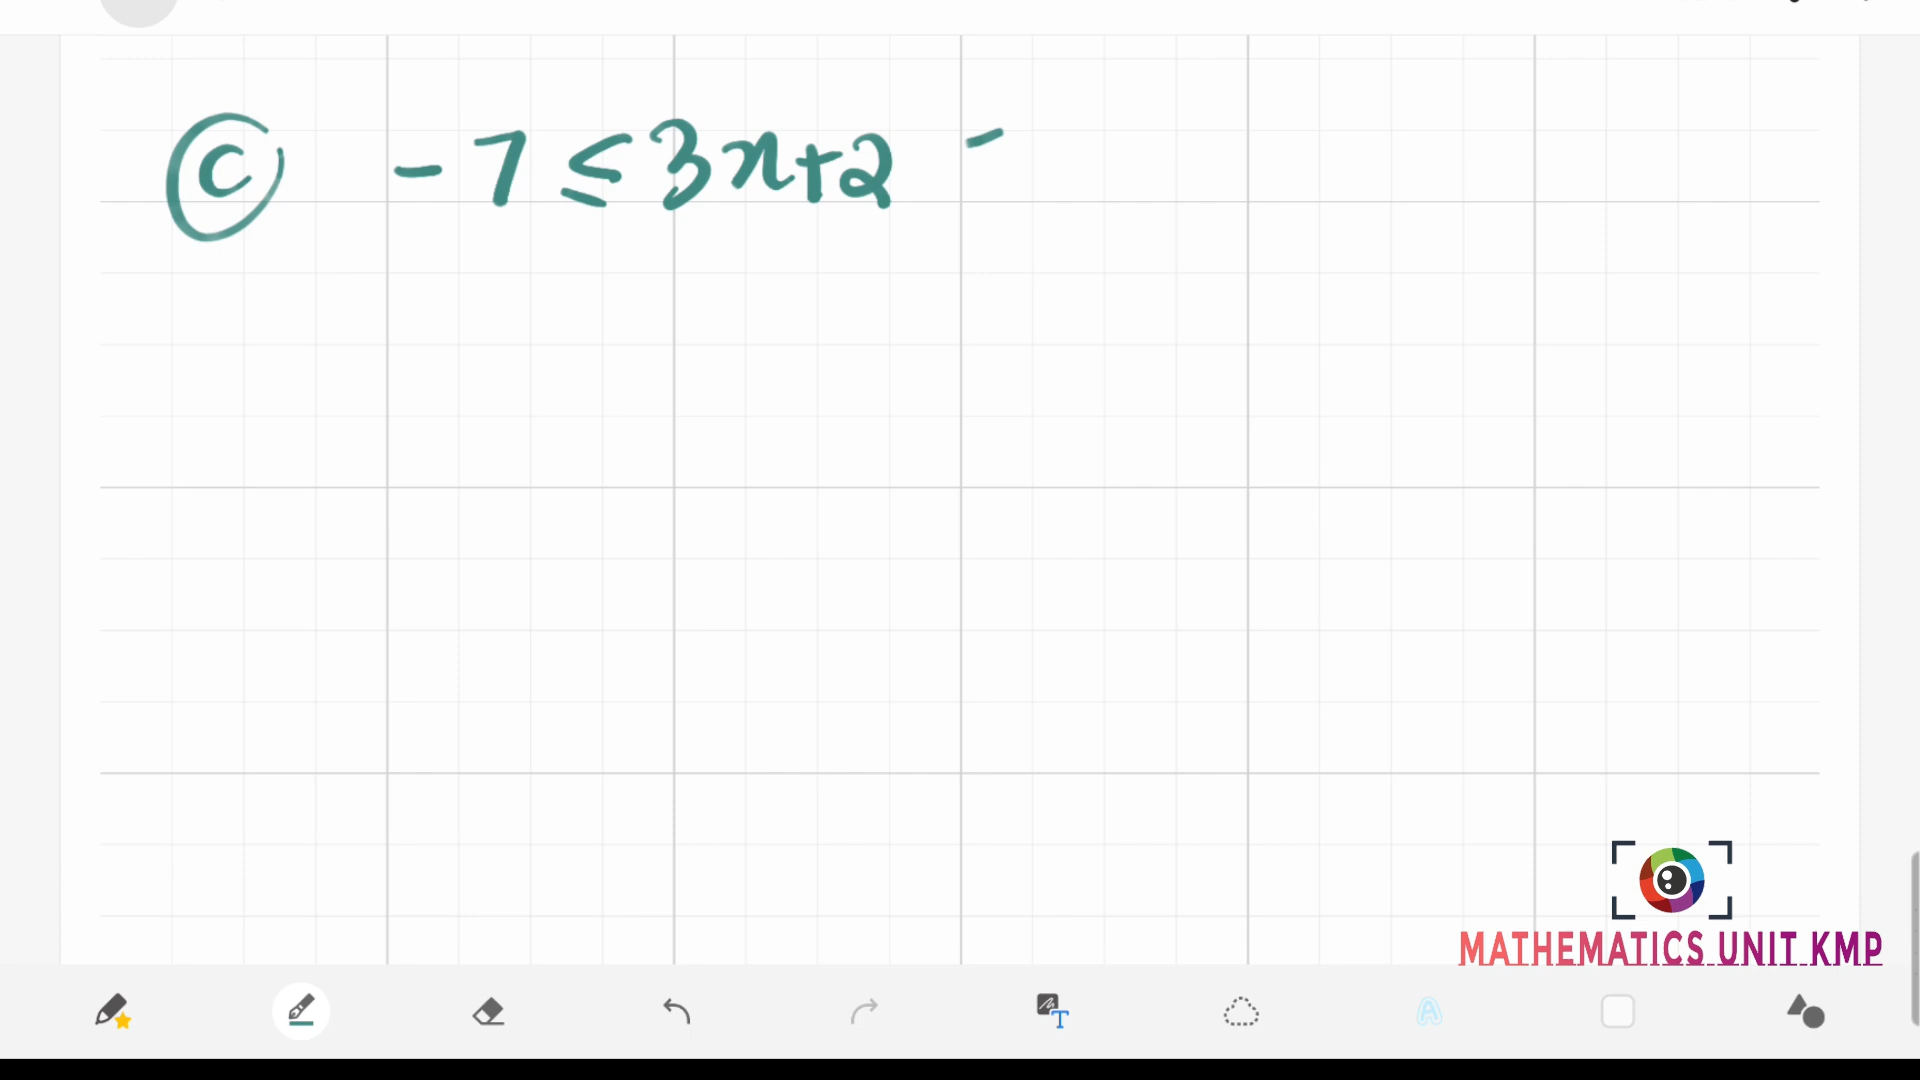 (c) -7 ≤ 3x+2 -
MATHEMATICS UNIT KMP